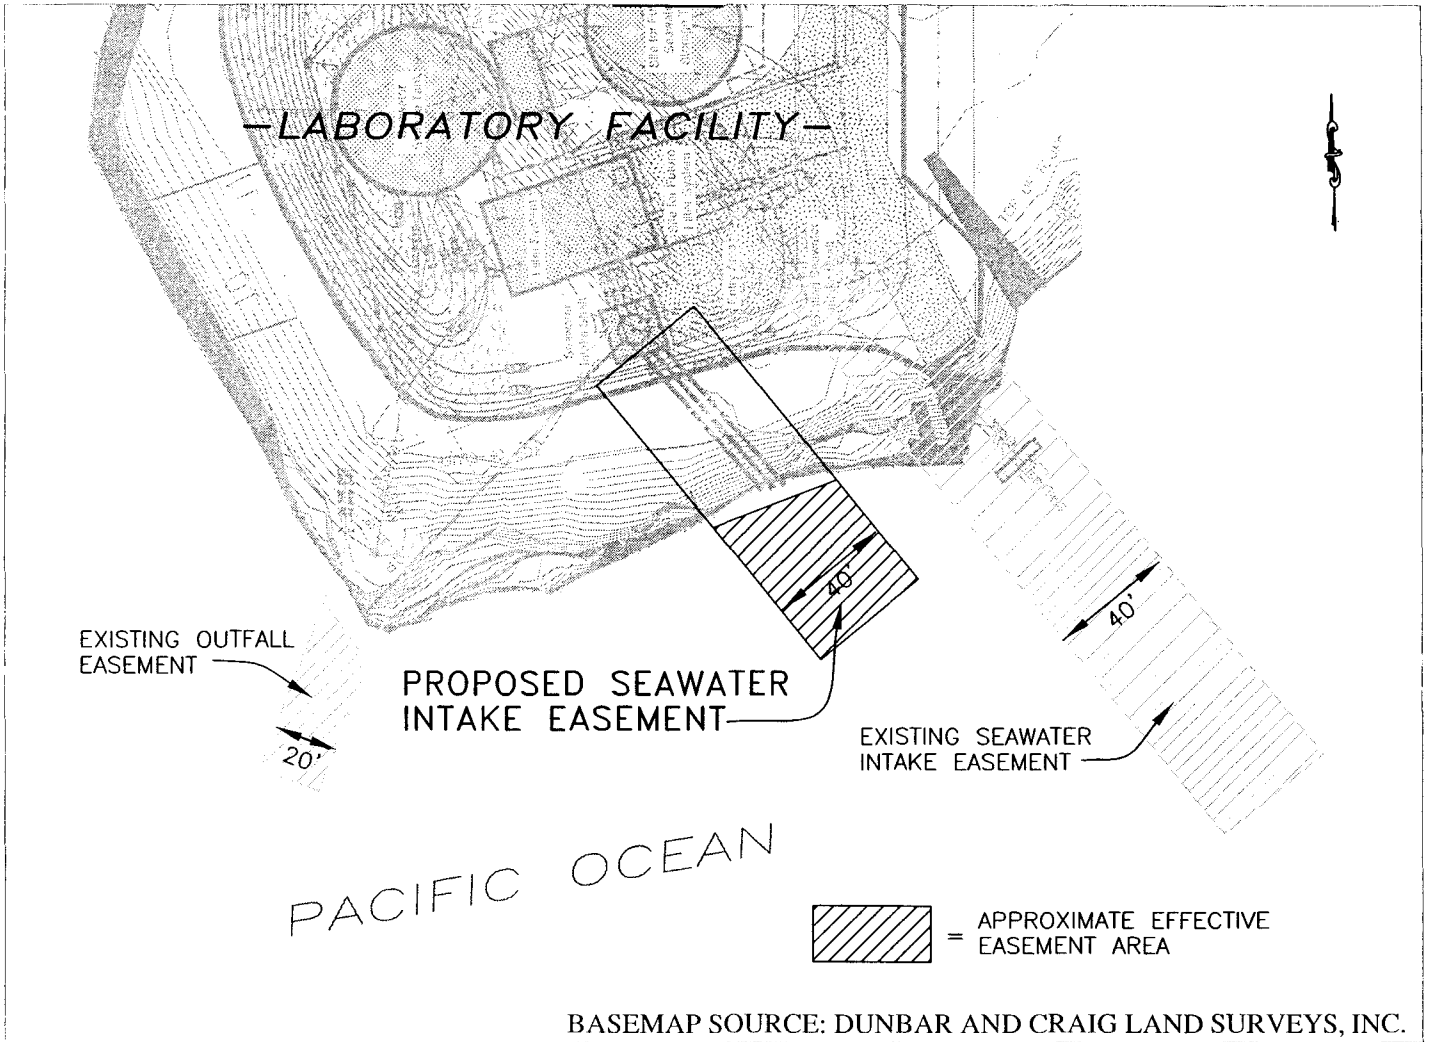 -LABORATORY FACILITY-
EXISTING OUTFALL
EASEMENT
20'
PROPOSED SEAWATER
INTAKE EASEMENT
40'
40'
EXISTING SEAWATER
INTAKE EASEMENT
PACIFIC OCEAN
= APPROXIMATE EFFECTIVE
EASEMENT AREA
BASEMAP SOURCE: DUNBAR AND CRAIG LAND SURVEYS, INC.